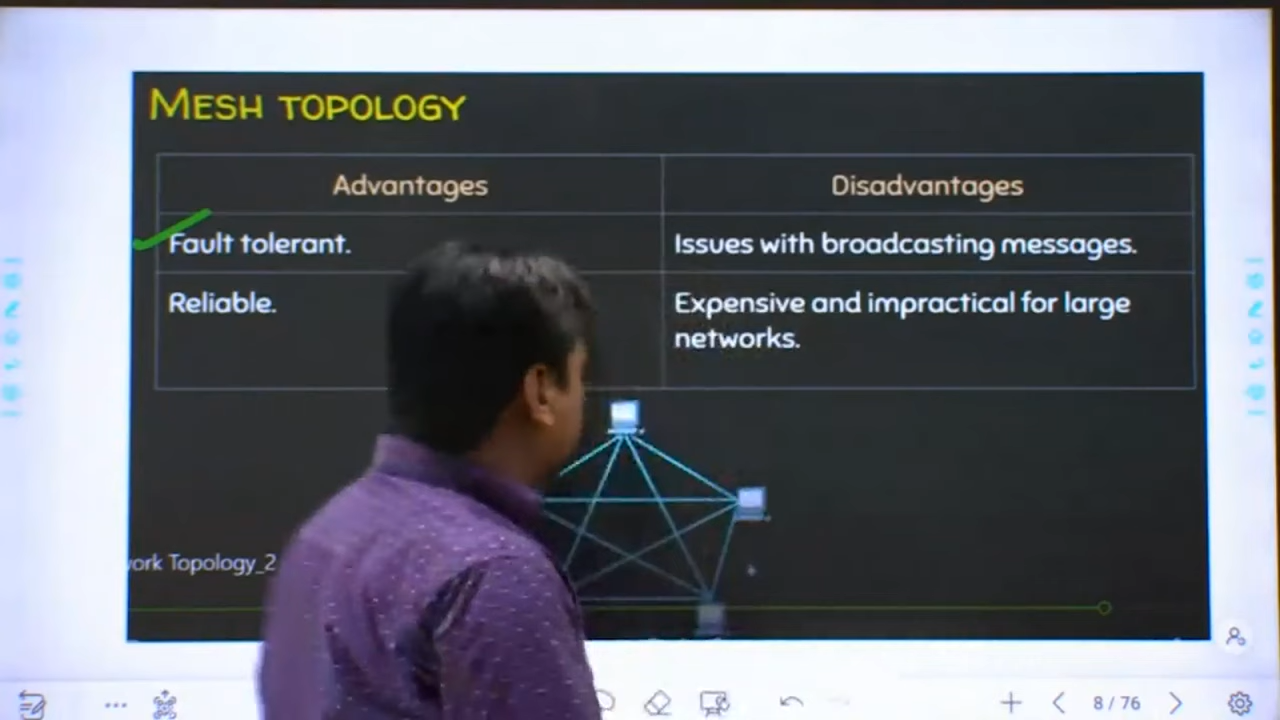 MESH TOPOLOGY
Advantages
Disadvantages
Fault tolerant.
Issues with broadcasting messages.
Reliable.
Expensive and impractical for large
networks.
work Topology_2
8 / 76